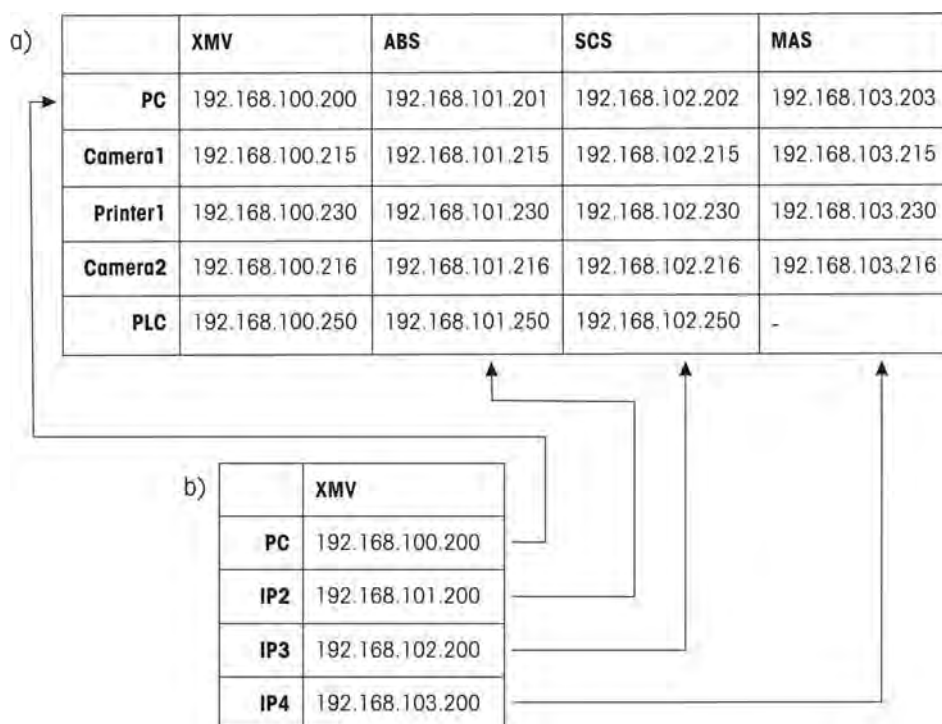 a)
XMV ABS SCS MAS
PC 192.168.100.200 192.168.101.201 192.168.102.202 192.168.103.203
Camera1 192.168.100.215 192.168.101.215 192.168.102.215 192.168.103.215
Printer1 192.168.100.230 192.168.101.230 192.168.102.230 192.168.103.230
Camera2 192.168.100.216 192.168.101.216 192.168.102.216 192.168.103.216
PLC 192.168.100.250 192.168.101.250 192.168.102.250 -
b)
XMV
PC 192.168.100.200
IP2 192.168.101.200
IP3 192.168.102.200
IP4 192.168.103.200